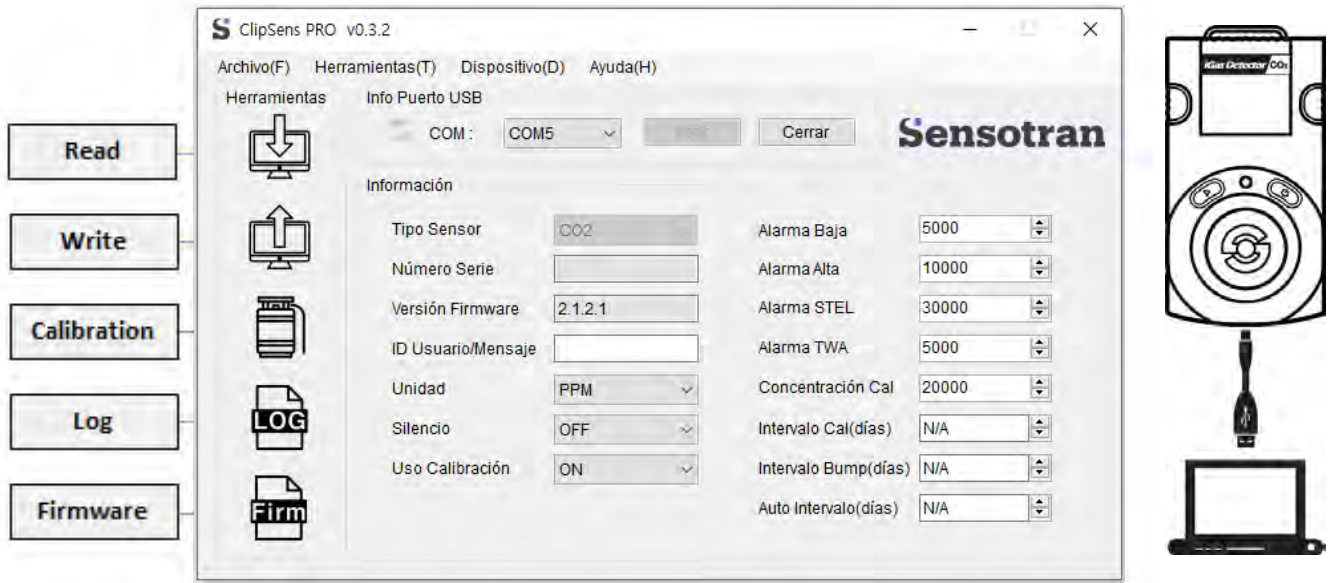 ClipSens PRO v0.3.2
Archivo(F) Herramientas(T) Dispositivo(D) Ayuda(H)
Herramientas Info Puerto USB
COM : COM5 Cerrar
Sensotran
Información
Tipo Sensor CO2 Alarma Baja 5000
Número Serie Alarma Alta 10000
Versión Firmware 2.1.2.1 Alarma STEL 30000
ID Usuario/Mensaje Alarma TWA 5000
Unidad PPM Concentración Cal 20000
Silencio OFF Intervalo Cal(días) N/A
Uso Calibración ON Intervalo Bump(días) N/A
Auto Intervalo(días) N/A
Read
Write
Calibration
Log
Firmware
LOG
Firm
iGas Detector CO₂